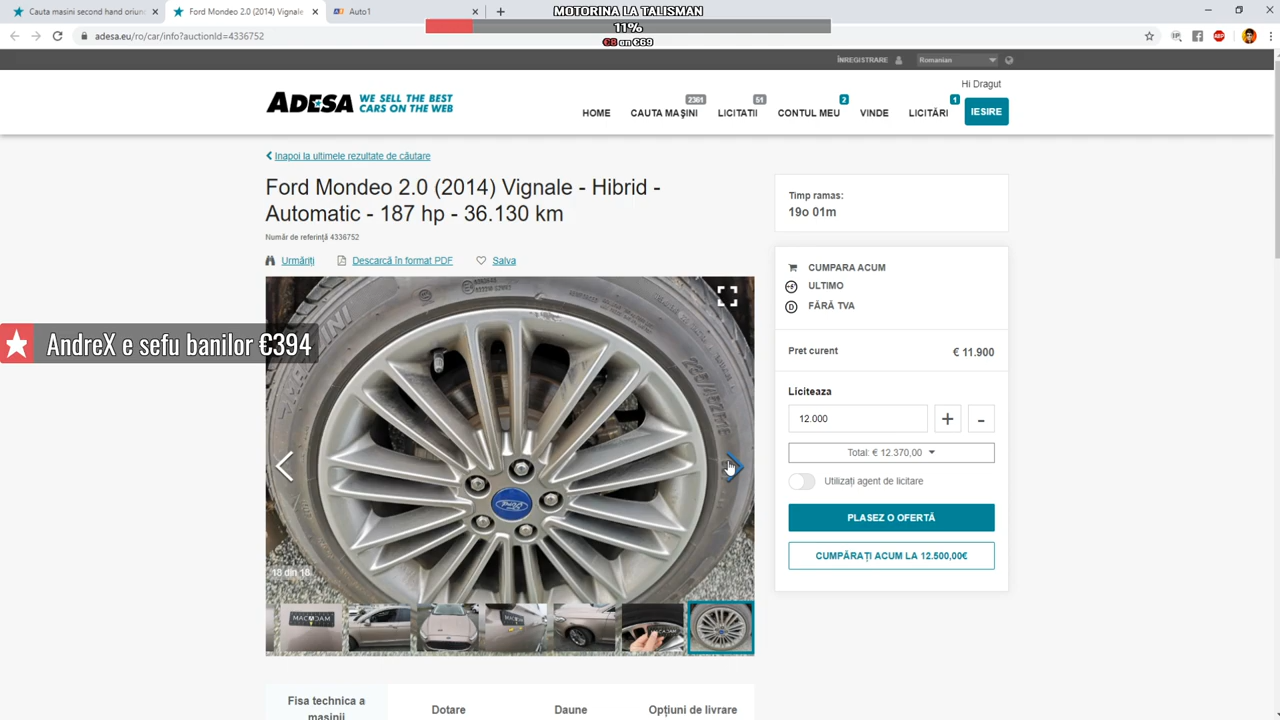 Cauta masini second hand oriun
Ford Mondeo 2.0 (2014) Vignale
Auto1
MOTORINA LA TALISMAN
11%
€8 an €69
adesa.eu/ro/car/info?auctionId=4336752
ÎNREGISTRARE
Romanian
ADESA WE SELL THE BEST
CARS ON THE WEB
Hi Dragut
HOME
CAUTA MAȘINI 2361
LICITATII 51
CONTUL MEU 2
VINDE
LICITĂRI 1
IESIRE
Inapoi la ultimele rezultate de căutare
Ford Mondeo 2.0 (2014) Vignale - Hibrid -
Automatic - 187 hp - 36.130 km
Număr de referință 4336752
Urmăriți
Descarcă în format PDF
Salva
AndreX e sefu banilor €394
18 din 18
MACADAM
Ford
Timp ramas:
19o 01m
CUMPARA ACUM
ULTIMO
FĂRĂ TVA
Pret curent
€ 11.900
Liciteaza
12.000
+
-
Total: € 12.370,00
Utilizați agent de licitare
PLASEZ O OFERTĂ
CUMPĂRAȚI ACUM LA 12.500,00€
Fisa technica a
masinii
Dotare
Daune
Opțiuni de livrare